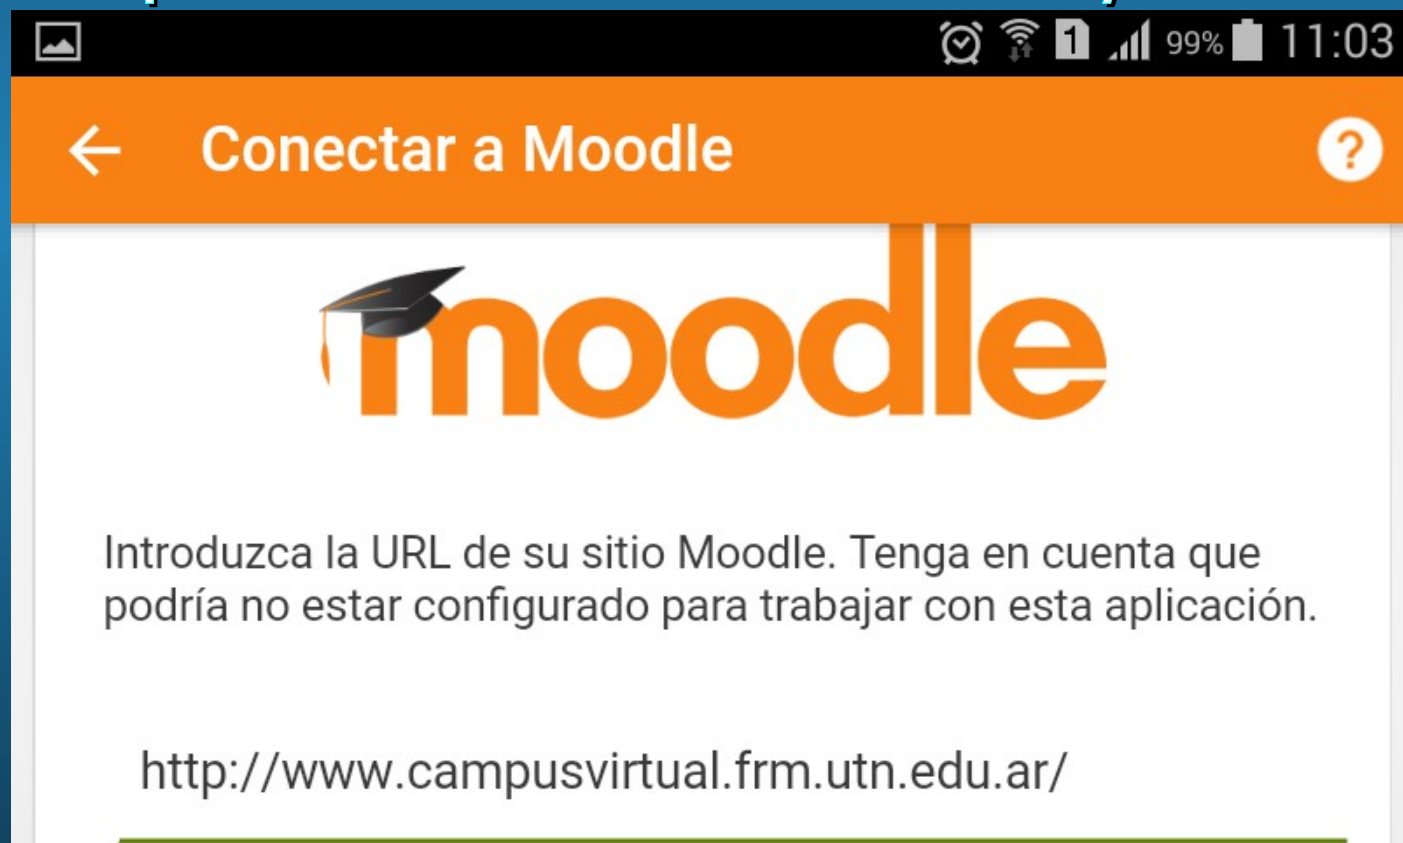 1 99% 11:03
Conectar a Moodle ?
moodle
Introduzca la URL de su sitio Moodle. Tenga en cuenta que
podría no estar configurado para trabajar con esta aplicación.
http://www.campusvirtual.frm.utn.edu.ar/